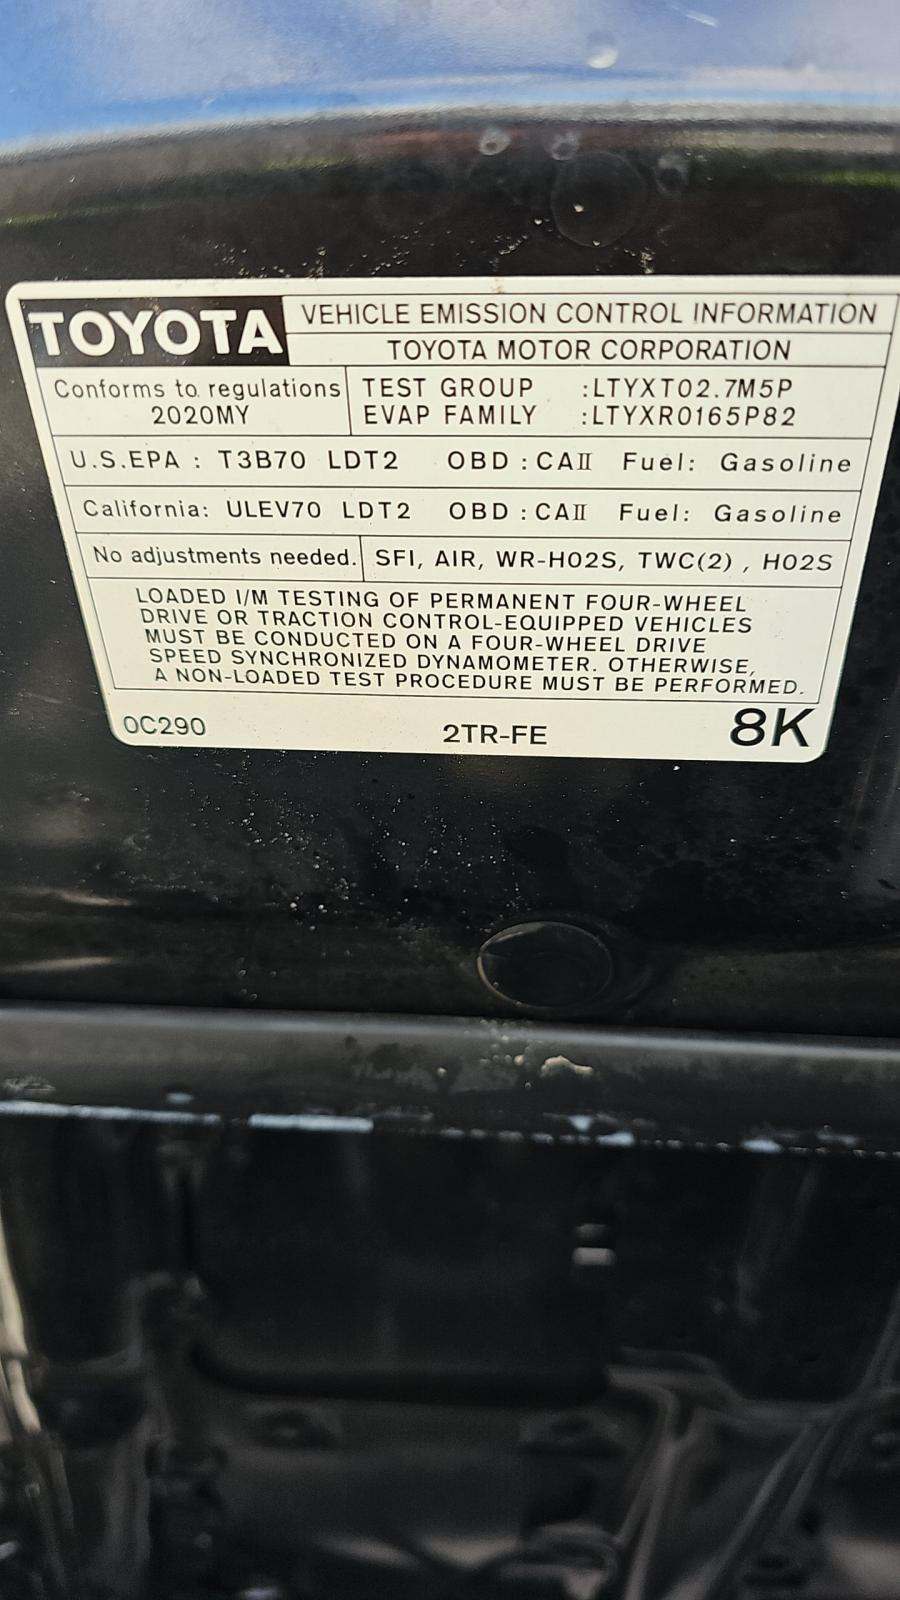 TOYOTA
VEHICLE EMISSION CONTROL INFORMATION
TOYOTA MOTOR CORPORATION
Conforms to regulations
2020MY
TEST GROUP :LTYXT02.7M5P
EVAP FAMILY :LTYXR0165P82
U.S.EPA : T3B70 LDT2 OBD : CAII Fuel: Gasoline
California: ULEV70 LDT2 OBD : CAII Fuel: Gasoline
No adjustments needed.
SFI, AIR, WR-HO2S, TWC(2) , HO2S
LOADED I/M TESTING OF PERMANENT FOUR-WHEEL
DRIVE OR TRACTION CONTROL-EQUIPPED VEHICLES
MUST BE CONDUCTED ON A FOUR-WHEEL DRIVE
SPEED SYNCHRONIZED DYNAMOMETER. OTHERWISE,
A NON-LOADED TEST PROCEDURE MUST BE PERFORMED.
0C290
2TR-FE
8K